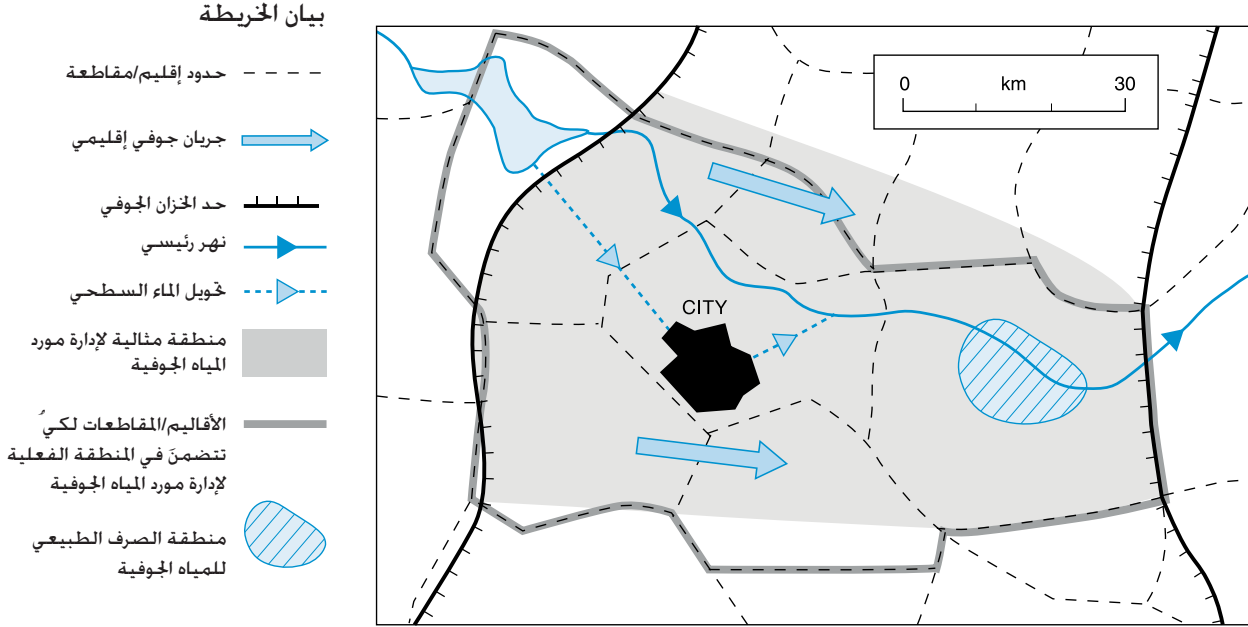 بيان الخريطة
حدود إقليم/مقاطعة
جريان جوفي إقليمي
حد الخزان الجوفي
نهر رئيسي
تحويل الماء السطحي
منطقة مثالية لإدارة مورد
المياه الجوفية
الأقاليم/المقاطعات لكيُ
تتضمنَ في المنطقة الفعلية
لإدارة مورد المياه الجوفية
منطقة الصرف الطبيعي
للمياه الجوفية
0 km 30
CITY